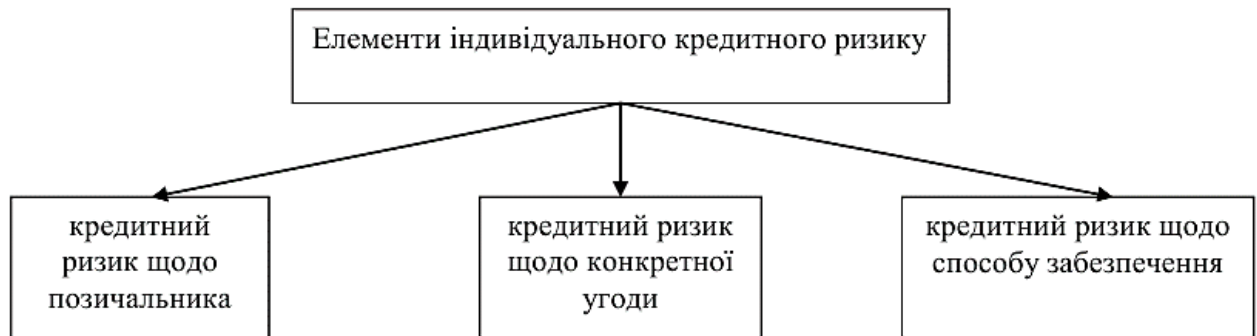 Елементи індивідуального кредитного ризику
кредитний
ризик щодо
позичальника
кредитний ризик
щодо конкретної
угоди
кредитний ризик щодо
способу забезпечення